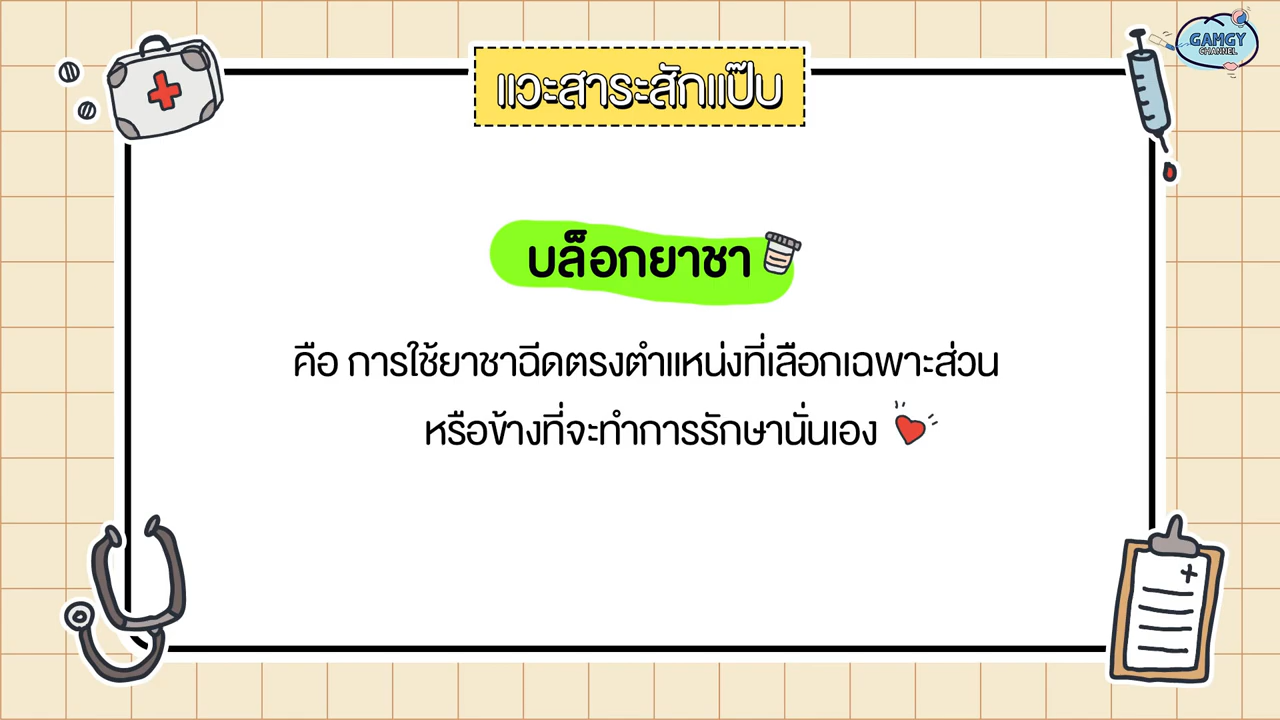 GAMGY
CHANNEL
แวะสาระสักแป๊บ
บล็อกยาชา
คือ การใช้ยาชาฉีดตรงตำแหน่งที่เลือกเฉพาะส่วน
หรือข้างที่จะทำการรักษานั่นเอง